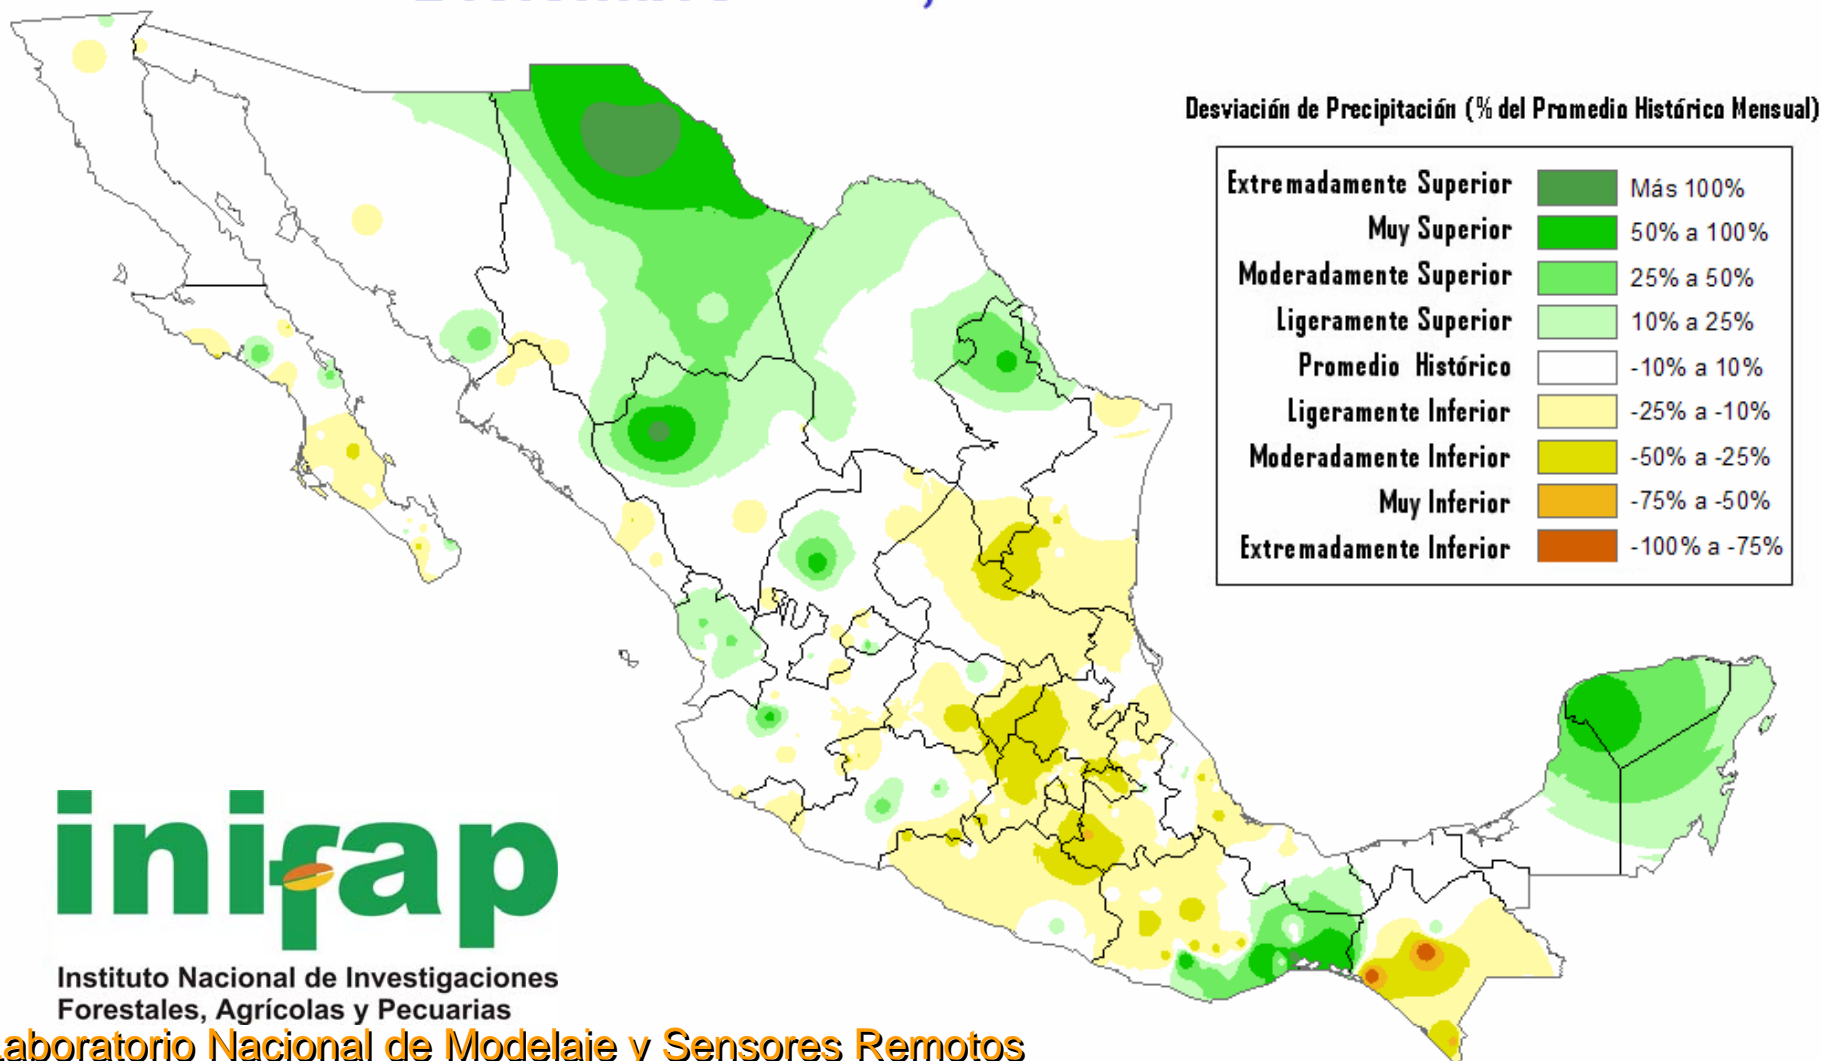 Desviación de Precipitación (% del Promedio Histórico Mensual)
Extremadamente Superior Más 100%
Muy Superior 50% a 100%
Moderadamente Superior 25% a 50%
Ligeramente Superior 10% a 25%
Promedio Histórico -10% a 10%
Ligeramente Inferior -25% a -10%
Moderadamente Inferior -50% a -25%
Muy Inferior -75% a -50%
Extremadamente Inferior -100% a -75%
inifap
Instituto Nacional de Investigaciones
Forestales, Agrícolas y Pecuarias
Laboratorio Nacional de Modelaje y Sensores Remotos